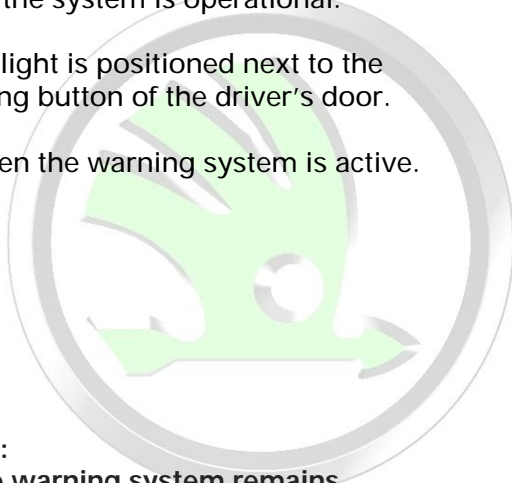 the system is operational.
light is positioned next to the
ng button of the driver's door.
en the warning system is active.
:
warning system remains